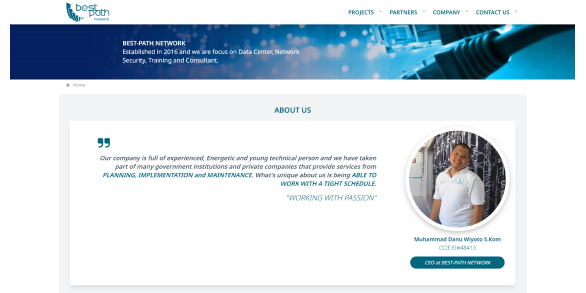 best
path
network
PROJECTS
PARTNERS
COMPANY
CONTACT US
BEST-PATH NETWORK
Established in 2016 and we are focus on Data Center, Network
Security, Training and Consultant.
Home
ABOUT US
Our company is full of experienced, Energetic and young technical person and we have taken
part of many government institutions and private companies that provide services from
PLANNING, IMPLEMENTATION and MAINTENANCE. What's unique about us is being ABLE TO
WORK WITH A TIGHT SCHEDULE.
"WORKING WITH PASSION"
Muhammad Danu Wiyoto S.Kom
CCIE EI#48413
CEO at BEST-PATH NETWORK